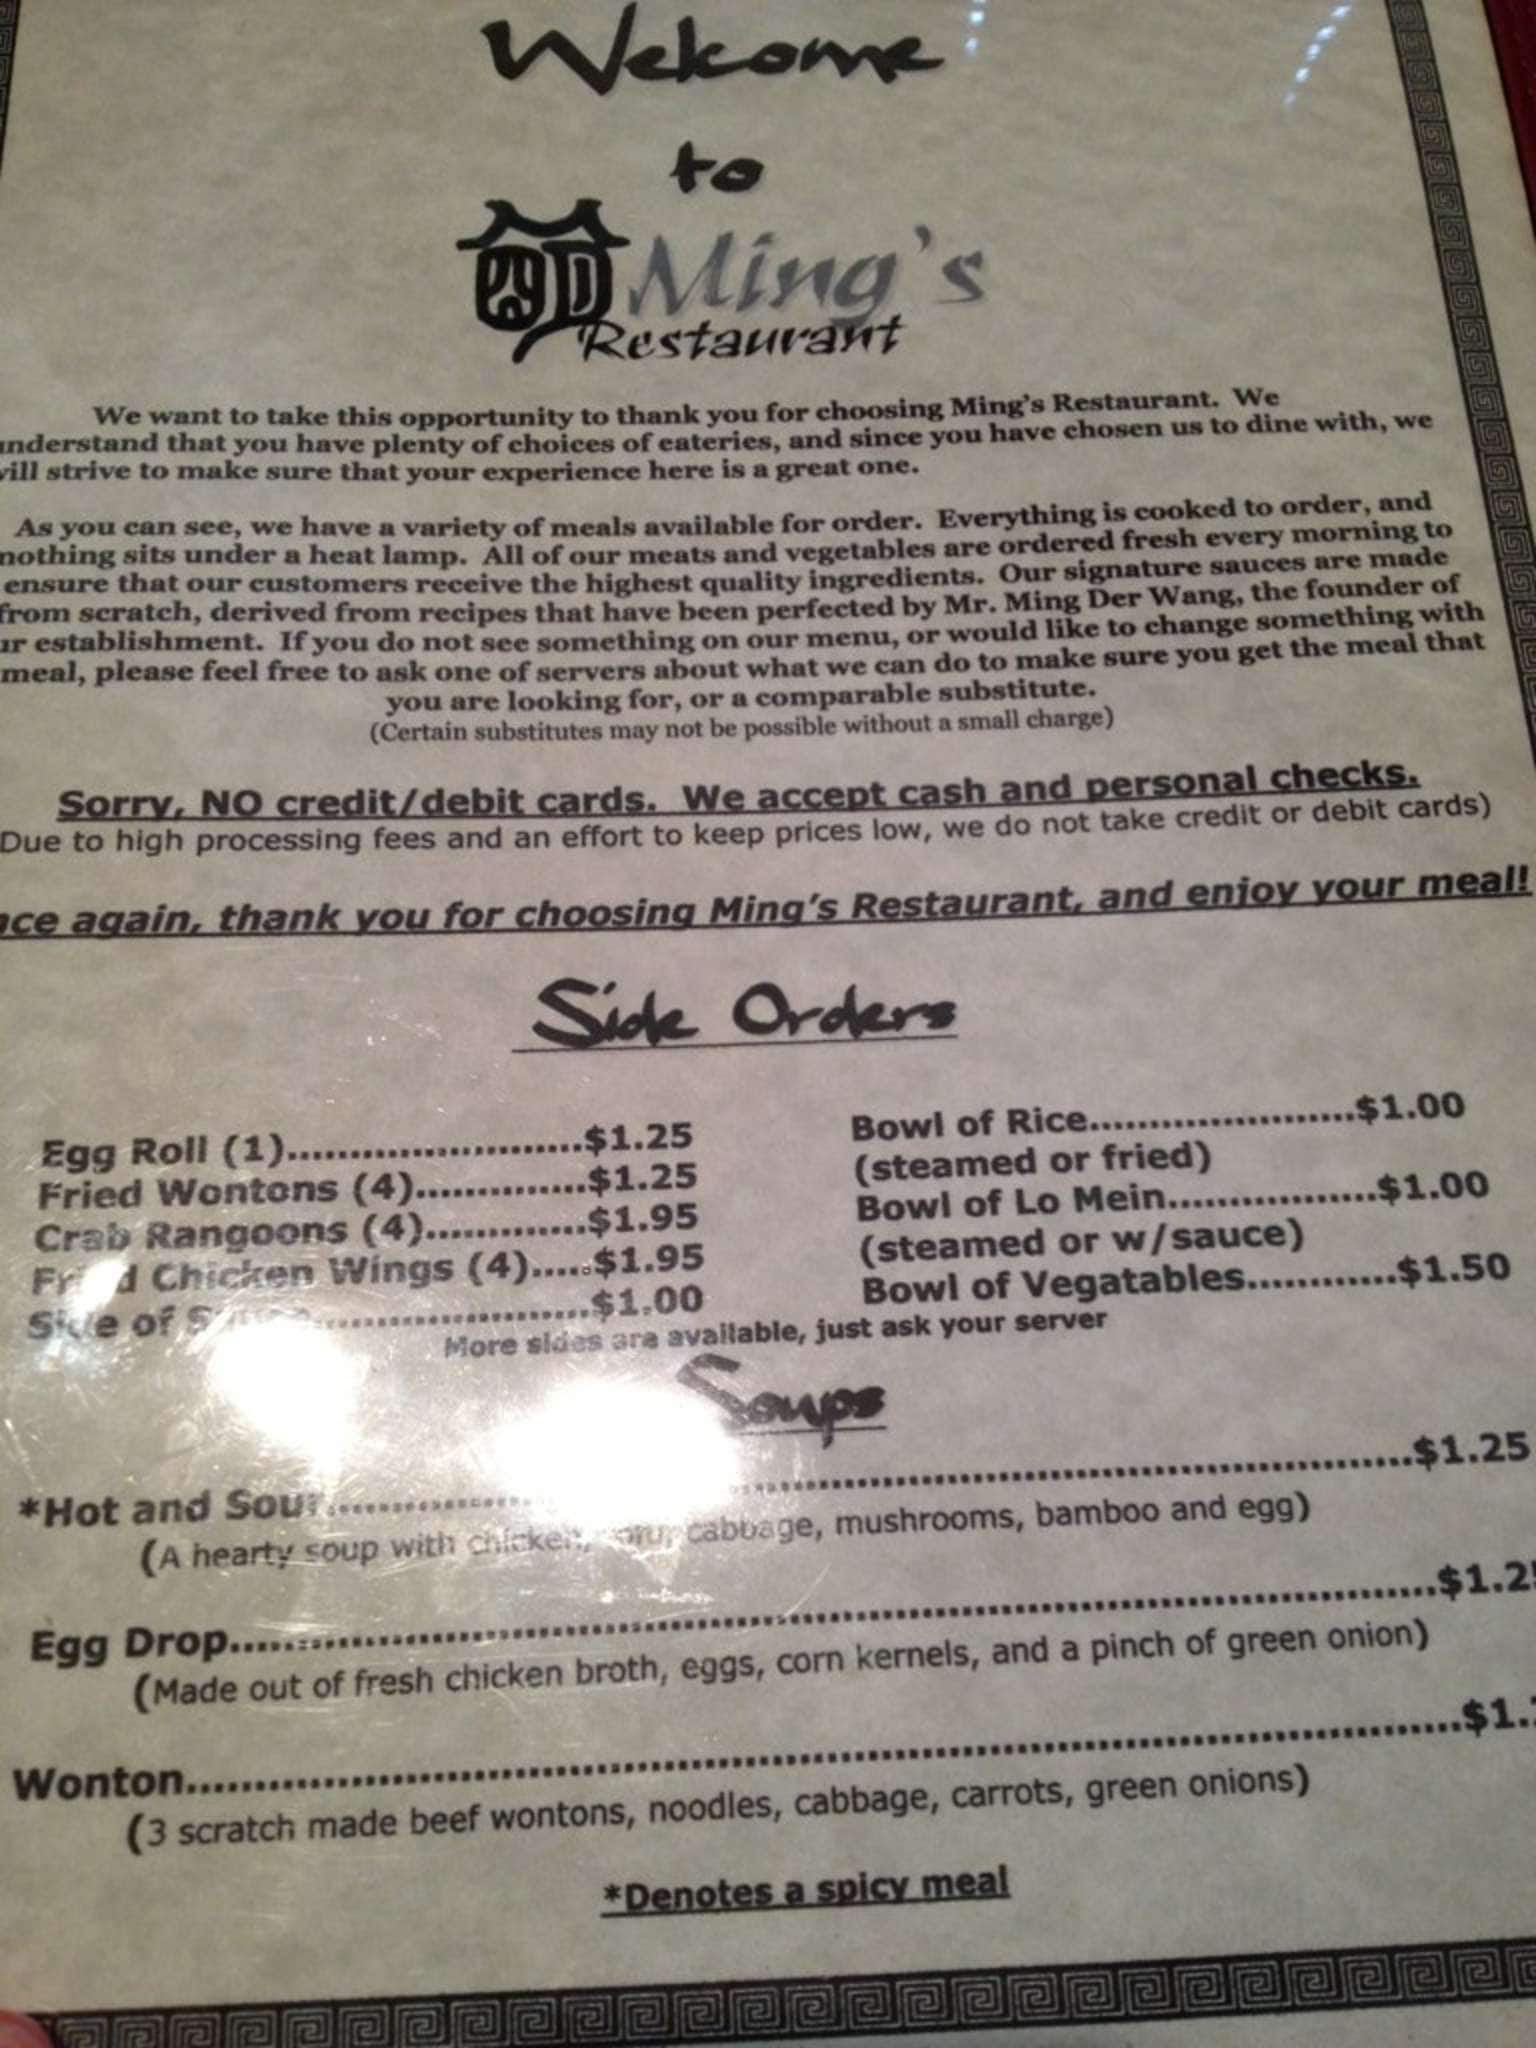 Welcome
to
Ming's
Restaurant
We want to take this opportunity to thank you for choosing Ming's Restaurant. We
understand that you have plenty of choices of eateries, and since you have chosen us to dine with, we
will strive to make sure that your experience here is a great one.
As you can see, we have a variety of meals available for order. Everything is cooked to order, and
nothing sits under a heat lamp. All of our meats and vegetables are ordered fresh every morning to
ensure that our customers receive the highest quality ingredients. Our signature sauces are made
from scratch, derived from recipes that have been perfected by Mr. Ming Der Wang, the founder of
ur establishment. If you do not see something on our menu, or would like to change something with
meal, please feel free to ask one of servers about what we can do to make sure you get the meal that
you are looking for, or a comparable substitute.
(Certain substitutes may not be possible without a small charge)
Sorry, NO credit/debit cards. We accept cash and personal checks.
Due to high processing fees and an effort to keep prices low, we do not take credit or debit cards)
nce again, thank you for choosing Ming's Restaurant, and enjoy your meal!
Side Orders
Egg Roll (1)........................$1.25
Fried Wontons (4)..............$1.25
Crab Rangoons (4).............$1.95
Fried Chicken Wings (4).....$1.95
Side of Sauce.......................$1.00
Bowl of Rice......................$1.00
(steamed or fried)
Bowl of Lo Mein..................$1.00
(steamed or w/sauce)
Bowl of Vegatables............$1.50
More sides are available, just ask your server
Soups
*Hot and Sour..........................................................................$1.25
(A hearty soup with chicken, tofu, cabbage, mushrooms, bamboo and egg)
Egg Drop.................................................................................$1.25
(Made out of fresh chicken broth, eggs, corn kernels, and a pinch of green onion)
Wonton....................................................................................$1.
(3 scratch made beef wontons, noodles, cabbage, carrots, green onions)
*Denotes a spicy meal